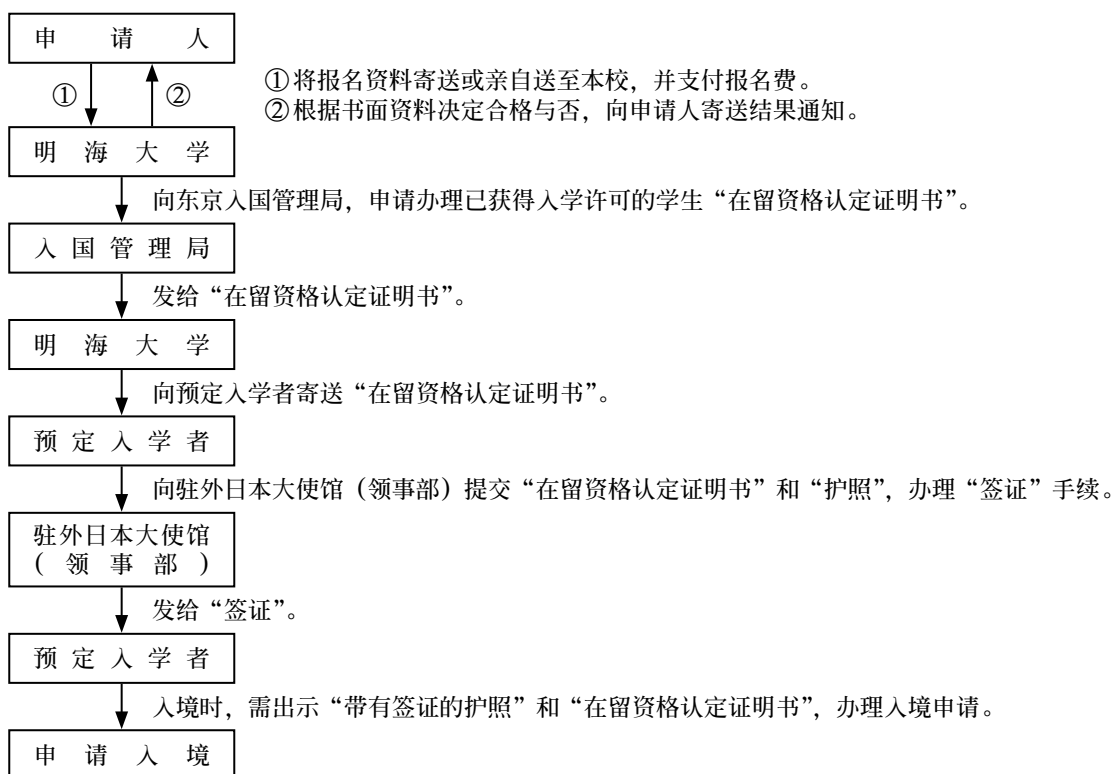 申请人
①将报名资料寄送或亲自送至本校，并支付报名费。
① ②
②根据书面资料决定合格与否，向申请人寄送结果通知。
明海大学
向东京入国管理局，申请办理已获得入学许可的学生“在留资格认定证明书”。
入国管理局
发给“在留资格认定证明书”。
明海大学
向预定入学者寄送“在留资格认定证明书”。
预定入学者
向驻外日本大使馆（领事部）提交“在留资格认定证明书”和“护照”，办理“签证”手续。
驻外日本大使馆
(领事部)
发给“签证”。
预定入学者
入境时，需出示“带有签证的护照”和“在留资格认定证明书”，办理入境申请。
申请入境